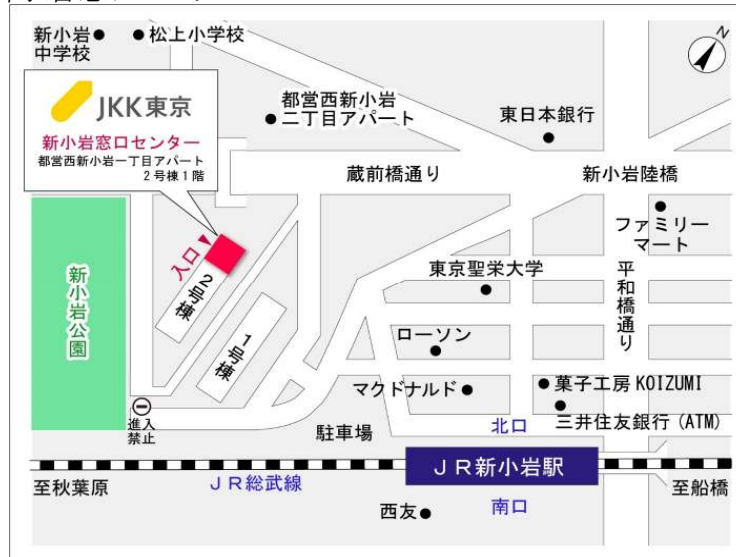 新小岩
中学校
松上小学校
N
JKK東京
新小岩窓口センター
都営西新小岩一丁目アパート
2号棟1階
都営西新小岩
二丁目アパート
東日本銀行
蔵前橋通り
新小岩陸橋
ファミリー
マート
平和橋通り
新小岩公園
入口
2号棟
1号棟
東京聖栄大学
ローソン
マクドナルド
菓子工房 KOIZUMI
三井住友銀行 (ATM)
進入
禁止
駐車場
北口
JR新小岩駅
JR総武線
至秋葉原
至船橋
南口
西友